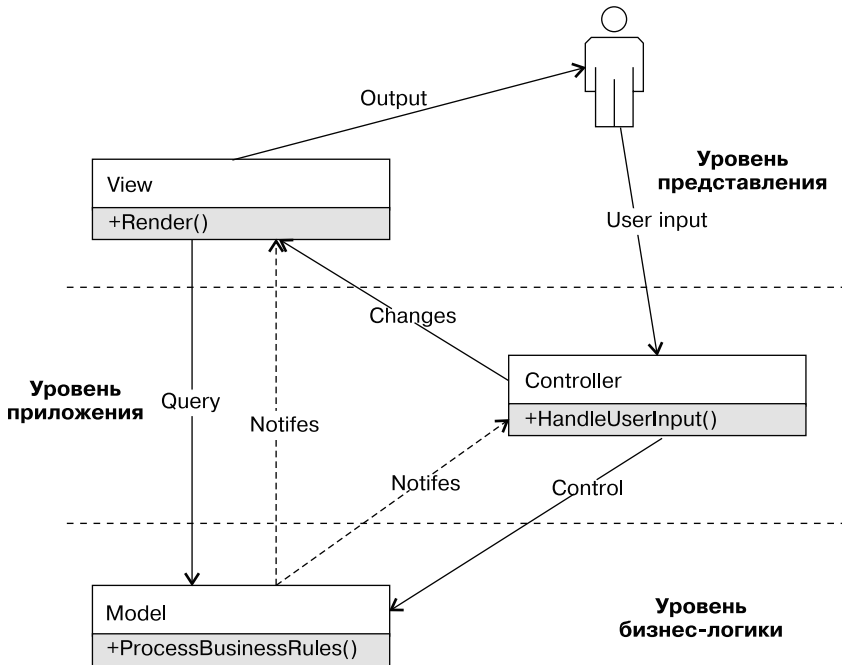 Output
View
+Render()
Уровень
представления
User input
Changes
Controller
+HandleUserInput()
Уровень
приложения
Query
Notifes
Notifes
Control
Model
+ProcessBusinessRules()
Уровень
бизнес-логики